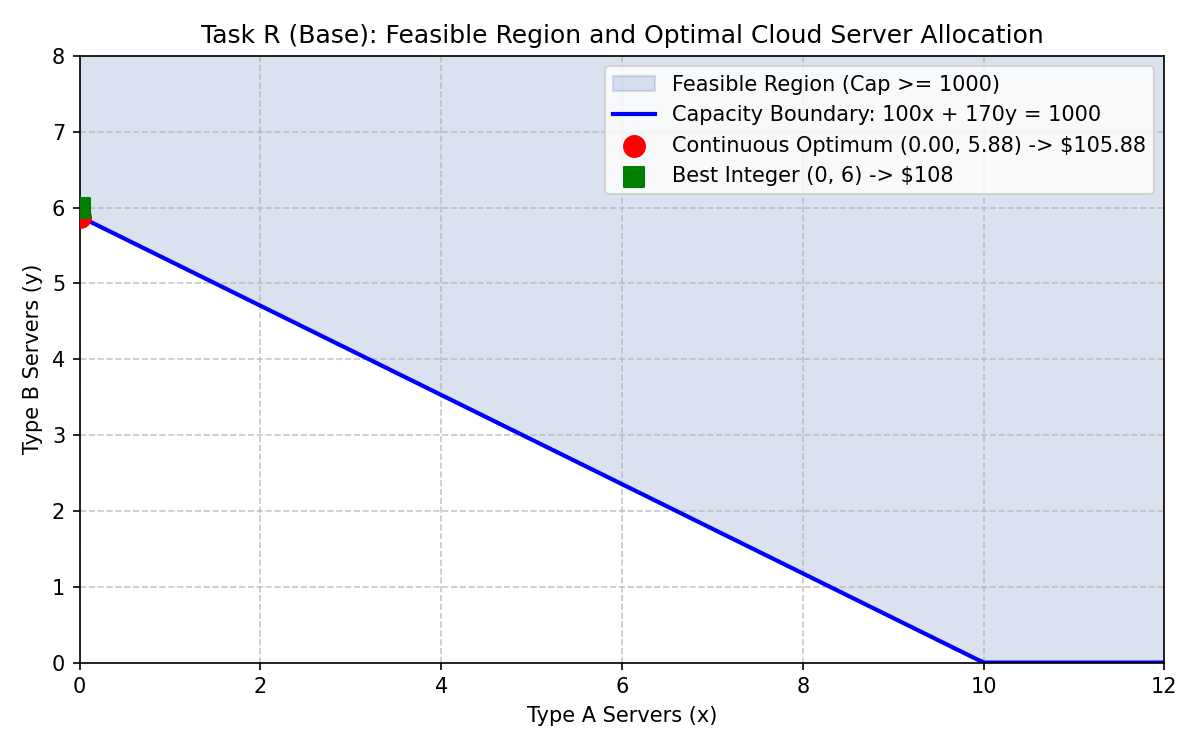 Task R (Base): Feasible Region and Optimal Cloud Server Allocation
Feasible Region (Cap >= 1000)
Capacity Boundary: 100x + 170y = 1000
Continuous Optimum (0.00, 5.88) -> $105.88
Best Integer (0, 6) -> $108
Type B Servers (y)
8
7
6
5
4
3
2
1
0
0 2 4 6 8 10 12
Type A Servers (x)